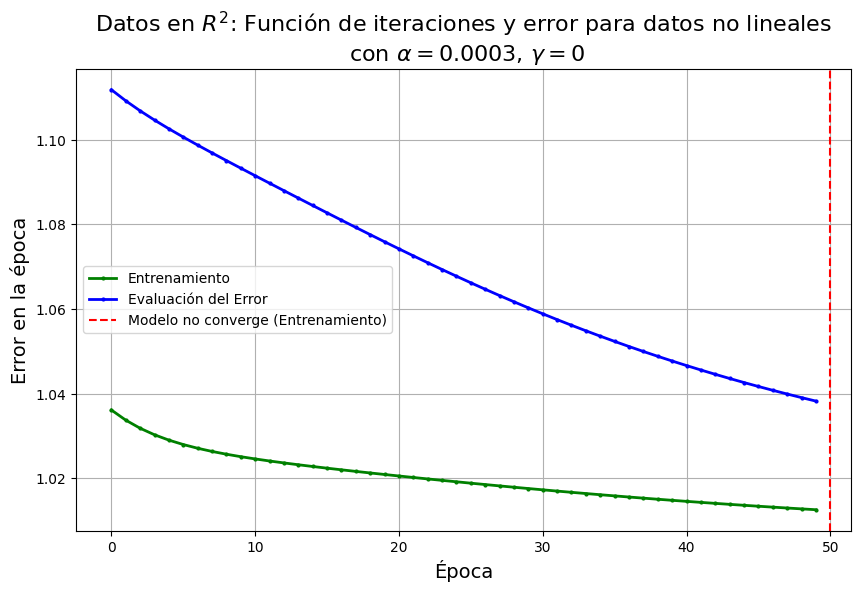 Datos en $R^2$: Función de iteraciones y error para datos no lineales
con $\alpha = 0.0003$, $\gamma = 0$
Error en la época
1.10
1.08
1.06
1.04
1.02
Entrenamiento
Evaluación del Error
Modelo no converge (Entrenamiento)
0
10
20
30
40
50
Época